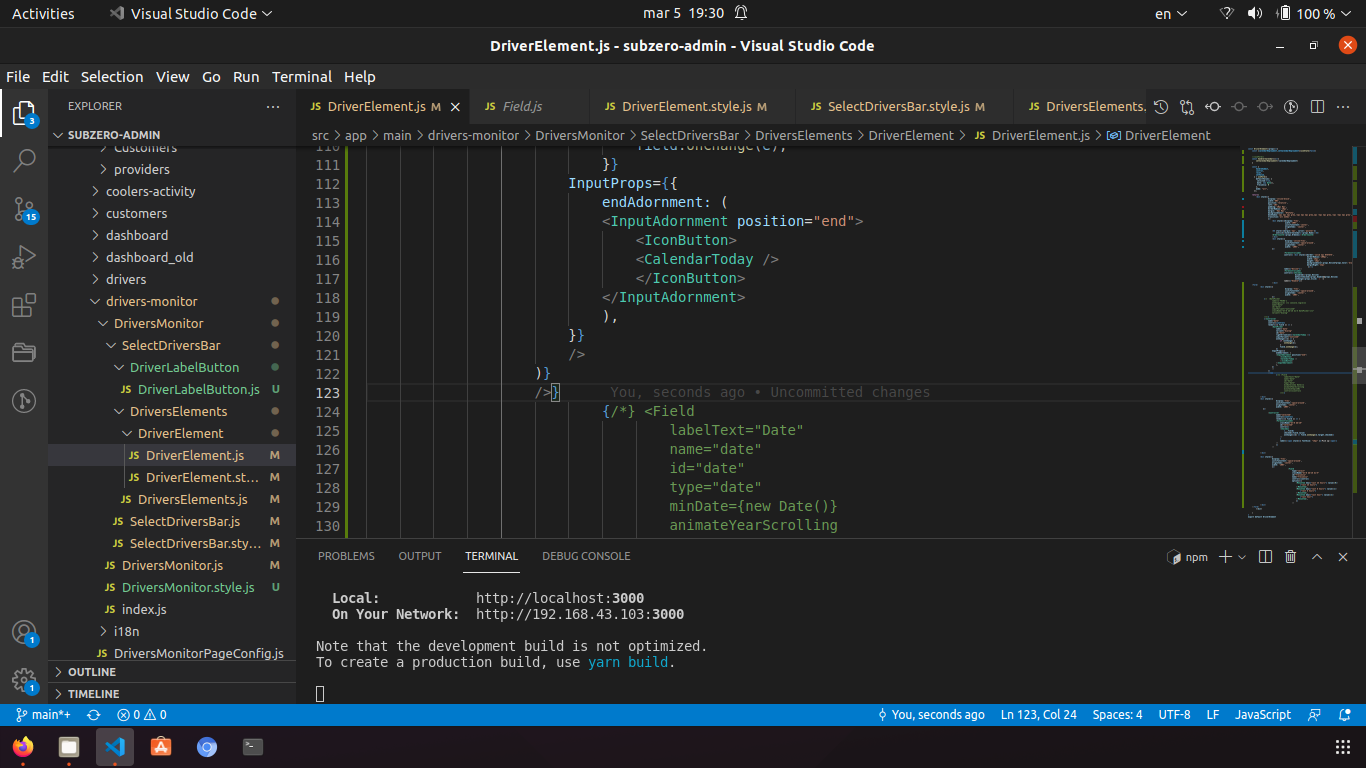 Activities
Visual Studio Code
mar 5 19:30
en
100 %
DriverElement.js - subzero-admin - Visual Studio Code
File Edit Selection View Go Run Terminal Help
EXPLORER
SUBZERO-ADMIN
Customers
providers
coolers-activity
customers
dashboard
dashboard_old
drivers
drivers-monitor
DriversMonitor
SelectDriversBar
DriverLabelButton
JS DriverLabelButton.js U
DriversElements
DriverElement
JS DriverElement.js M
JS DriverElement.st... M
JS DriversElements.js M
JS SelectDriversBar.js M
JS SelectDriversBar.sty... M
JS DriversMonitor.js M
JS DriversMonitor.style.js U
JS index.js
i18n
JS DriversMonitorPageConfig.js
OUTLINE
TIMELINE
3
15
1
1
JS DriverElement.js M
JS Field.js
JS DriverElement.style.js M
JS SelectDriversBar.style.js M
JS DriversElements.
src > app > main > drivers-monitor > DriversMonitor > SelectDriversBar > DriversElements > DriverElement > JS DriverElement.js > DriverElement
110 field.onChange(e);
111 }}
112 InputProps={{
113 endAdornment: (
114 <InputAdornment position="end">
115 <IconButton>
116 <CalendarToday />
117 </IconButton>
118 </InputAdornment>
119 ),
120 }}
121 />
122 )}
123 />} You, seconds ago • Uncommitted changes
124 {/*} <Field
125 labelText="Date"
126 name="date"
127 id="date"
128 type="date"
129 minDate={new Date()}
130 animateYearScrolling
PROBLEMS OUTPUT TERMINAL DEBUG CONSOLE
npm
Local: http://localhost:3000
On Your Network: http://192.168.43.103:3000
Note that the development build is not optimized.
To create a production build, use yarn build.
main*+
0 0
You, seconds ago
Ln 123, Col 24
Spaces: 4
UTF-8
LF
JavaScript